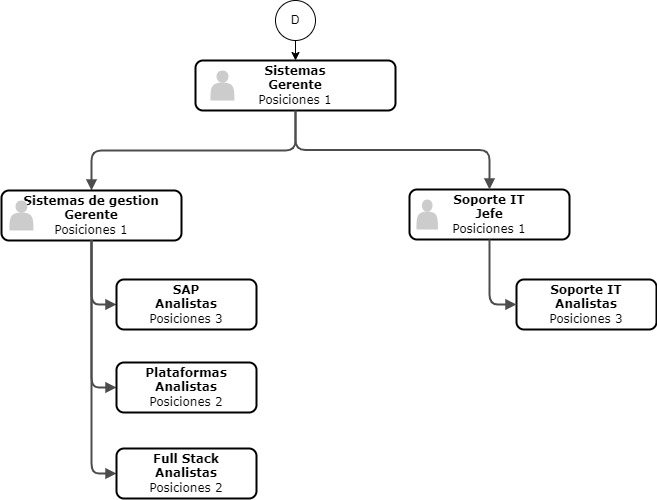 D
Sistemas
Gerente
Posiciones 1
Sistemas de gestion
Gerente
Posiciones 1
Soporte IT
Jefe
Posiciones 1
SAP
Analistas
Posiciones 3
Soporte IT
Analistas
Posiciones 3
Plataformas
Analistas
Posiciones 2
Full Stack
Analistas
Posiciones 2